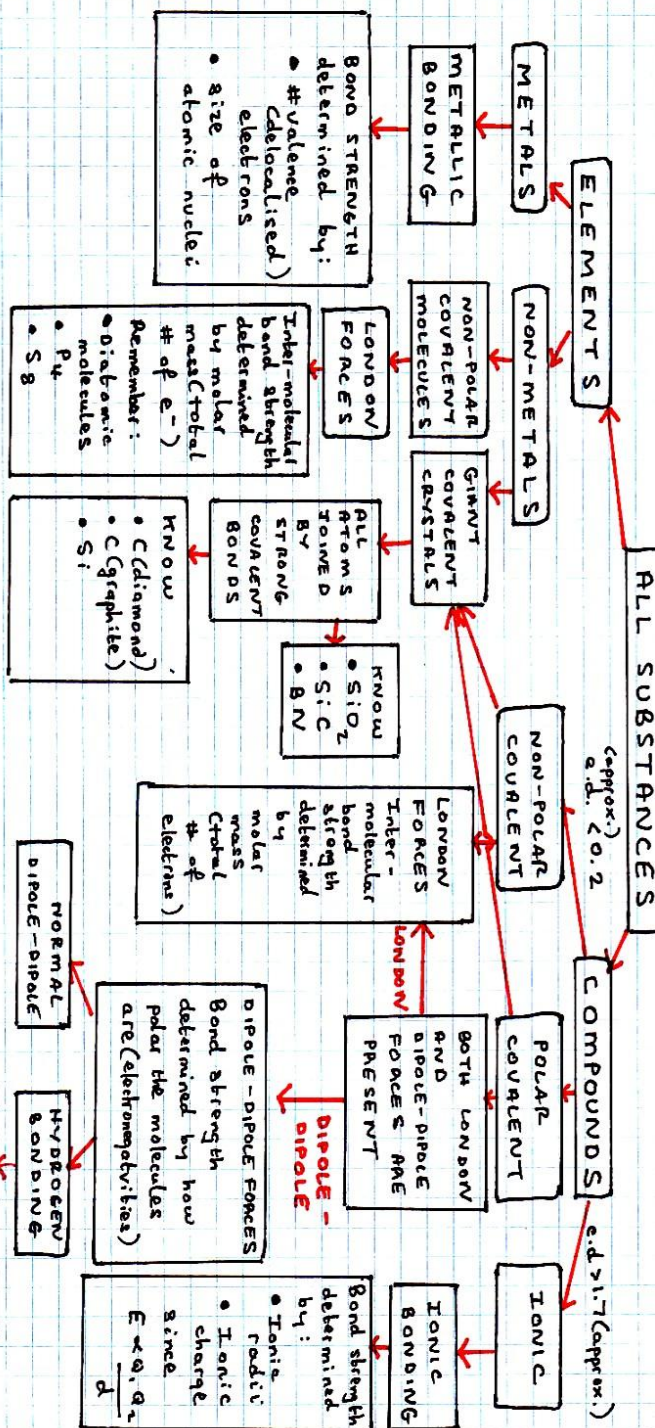 ALL SUBSTANCES
ELEMENTS
METALS
METALLIC
BONDING
BOND STRENGTH
determined by:
• # valence
(delocalised)
electrons
• size of
atomic nuclei
NON-METALS
NON-POLAR
COVALENT
MOLECULES
LONDON
FORCES
Inter-molecular
bond strength
determined
by molar
mass (total
# of e⁻)
Remember:
• Diatomic
molecules
• P4
• S8
GIANT
COVALENT
CRYSTALS
ALL
ATOMS
JOINED
BY
STRONG
COVALENT
BONDS
KNOW
• C(diamond)
• C(graphite)
• Si
KNOW
• SiO2
• SiC
• BN
COMPOUNDS
(approx.)
e.d. < 0.2
NON-POLAR
COVALENT
LONDON
FORCES
Inter-
molecular
bond
strength
determined
by
molar
mass
(total
# of
electrons)
POLAR
COVALENT
BOTH LONDON
AND
DIPOLE-DIPOLE
FORCES ARE
PRESENT
LONDON
DIPOLE-
DIPOLE
DIPOLE-DIPOLE FORCES
Bond strength
determined by how
polar the molecules
are (electronegativities)
NORMAL
DIPOLE-DIPOLE
HYDROGEN
BONDING
e.d > 1.7 (approx.)
IONIC
IONIC
BONDING
Bond strength
determined
by:
• Ionic
radii
• Ionic
charge
since
E ∝ Q1Q2
d